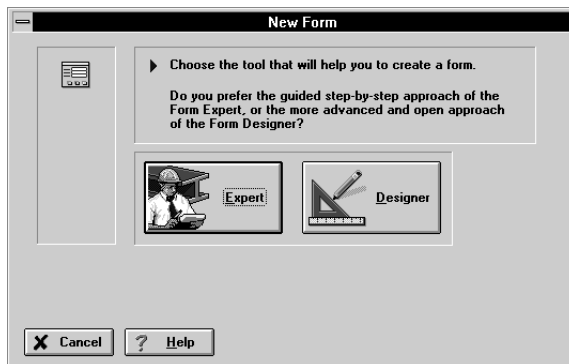 New Form
Choose the tool that will help you to create a form.
Do you prefer the guided step-by-step approach of the
Form Expert, or the more advanced and open approach
of the Form Designer?
Expert
Designer
Cancel
Help